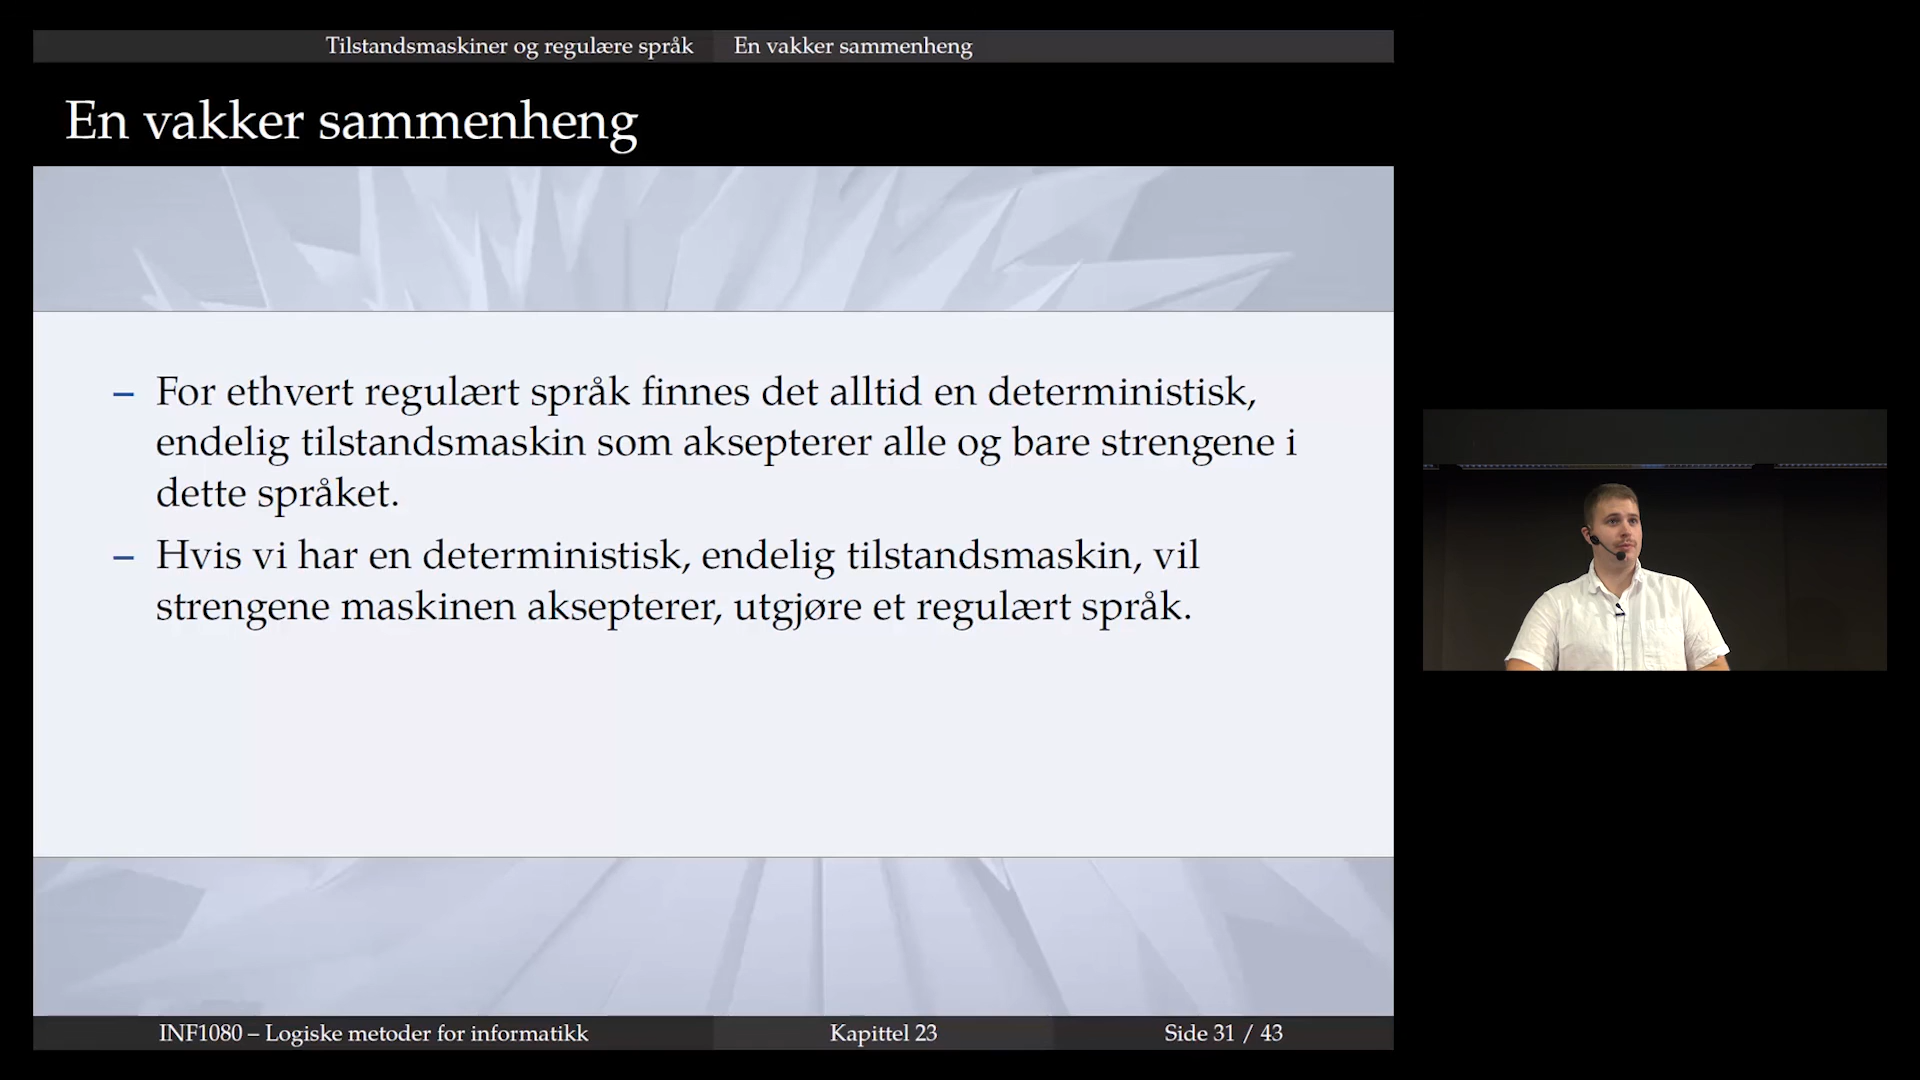 Tilstandsmaskiner og regulære språk En vakker sammenheng
En vakker sammenheng
– For ethvert regulært språk finnes det alltid en deterministisk,
endelig tilstandsmaskin som aksepterer alle og bare strengene i
dette språket.
– Hvis vi har en deterministisk, endelig tilstandsmaskin, vil
strengene maskinen aksepterer, utgjøre et regulært språk.
INF1080 – Logiske metoder for informatikk Kapittel 23 Side 31 / 43